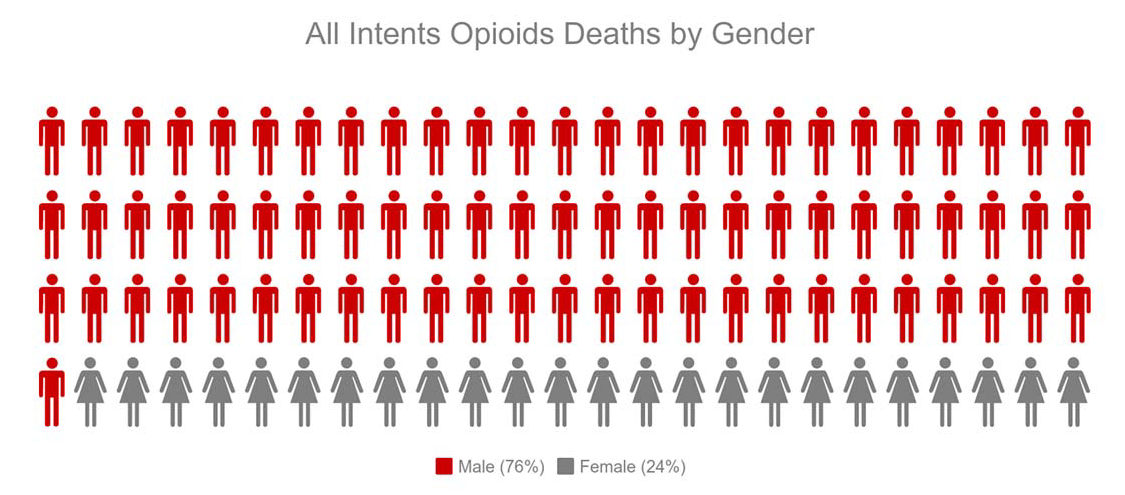 All Intents Opioids Deaths by Gender
Male (76%) Female (24%)